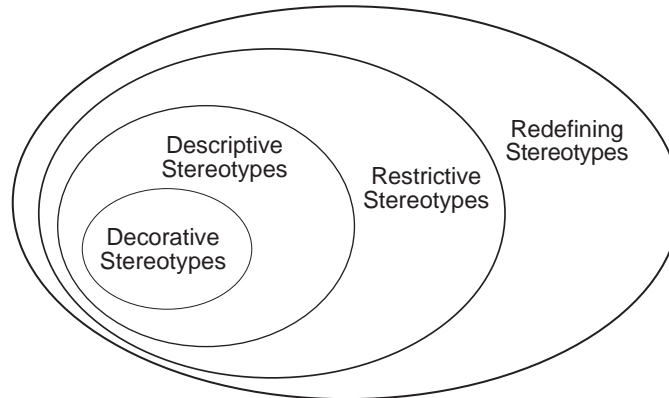 Redefining
Stereotypes
Descriptive
Stereotypes
Restrictive
Stereotypes
Decorative
Stereotypes